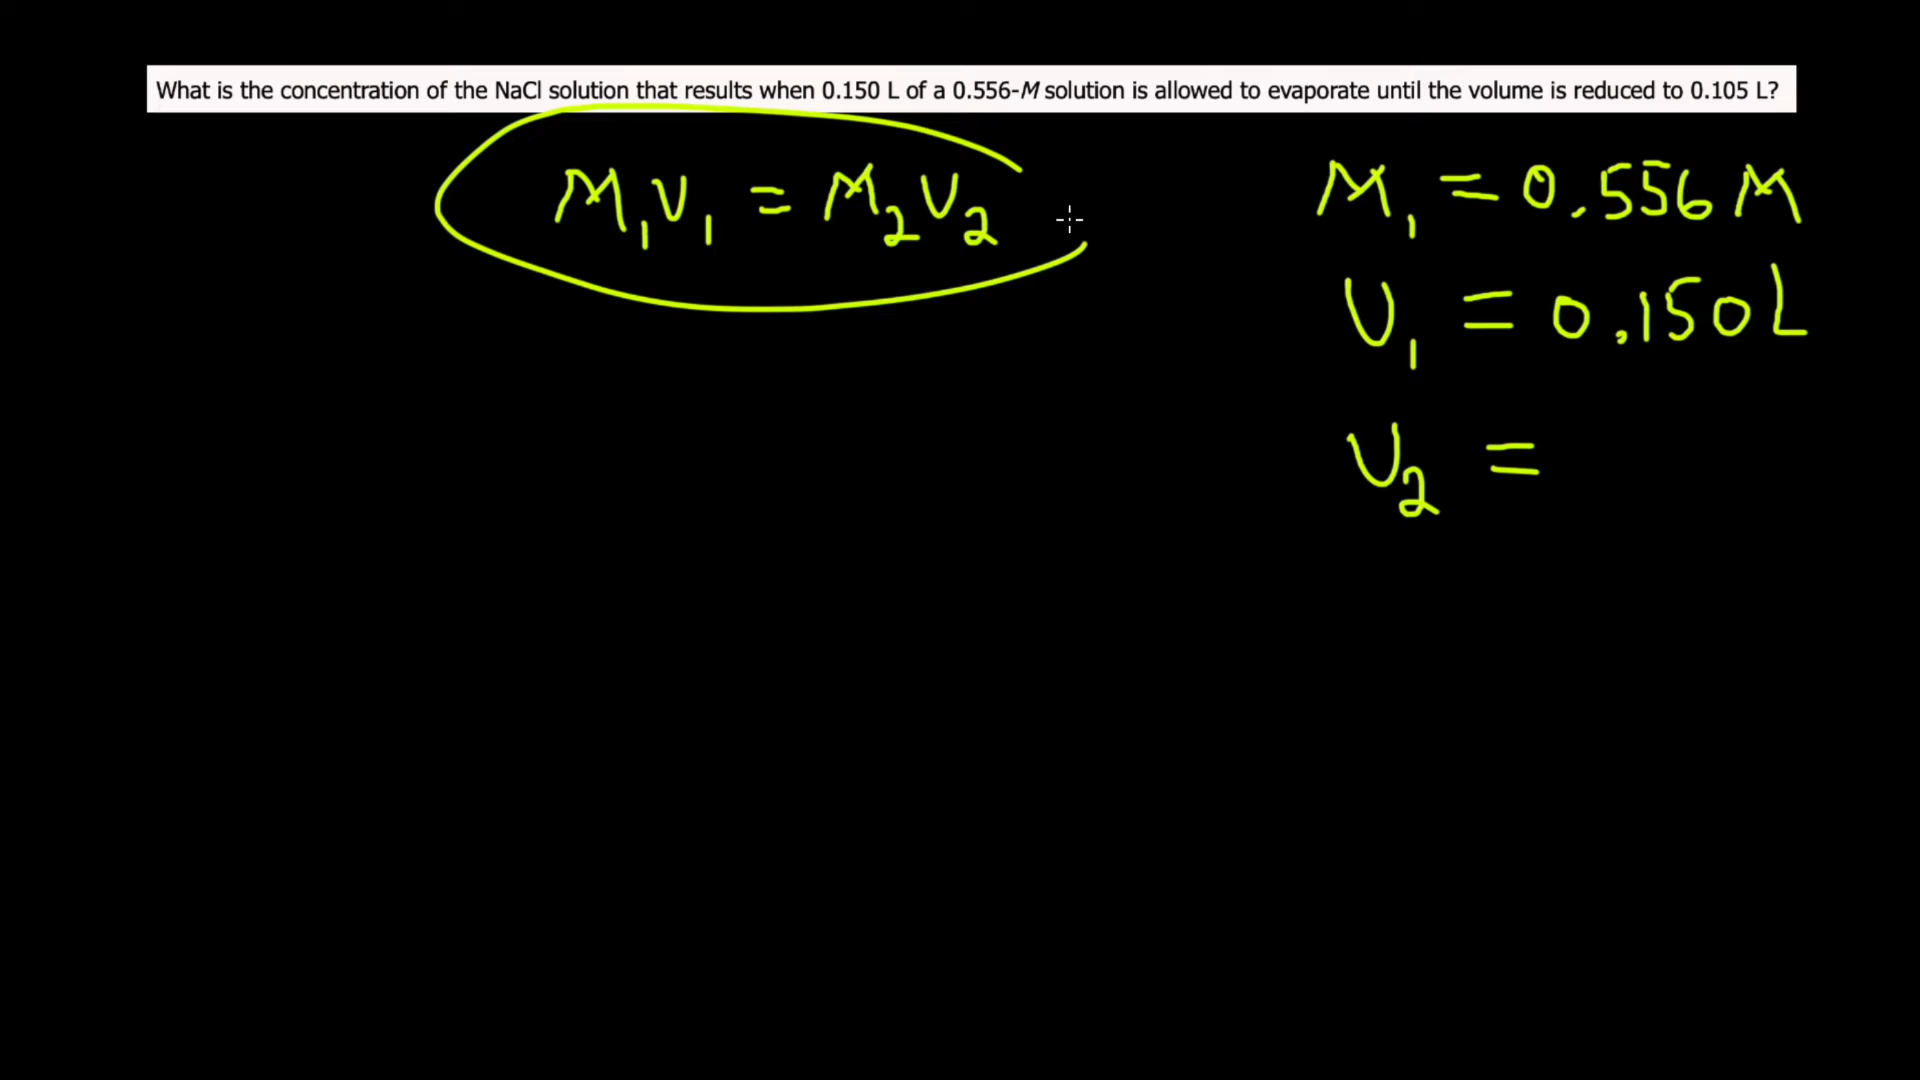 What is the concentration of the NaCl solution that results when 0.150 L of a 0.556-M solution is allowed to evaporate until the volume is reduced to 0.105 L?
M₁V₁ = M₂V₂
M₁ = 0.556 M
V₁ = 0.150 L
V₂ =